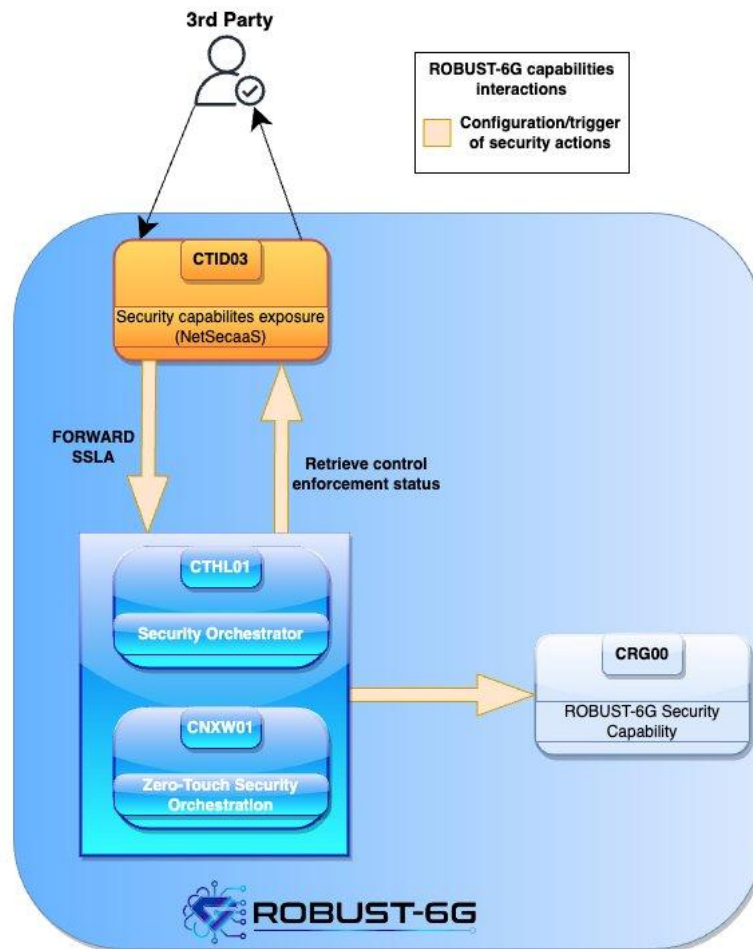 3rd Party
ROBUST-6G capabilities
interactions
Configuration/trigger
of security actions
CTID03
Security capabilites exposure
(NetSecaaS)
FORWARD
SSLA
Retrieve control
enforcement status
CTHL01
Security Orchestrator
CRG00
ROBUST-6G Security
Capability
CNXW01
Zero-Touch Security
Orchestration
ROBUST-6G